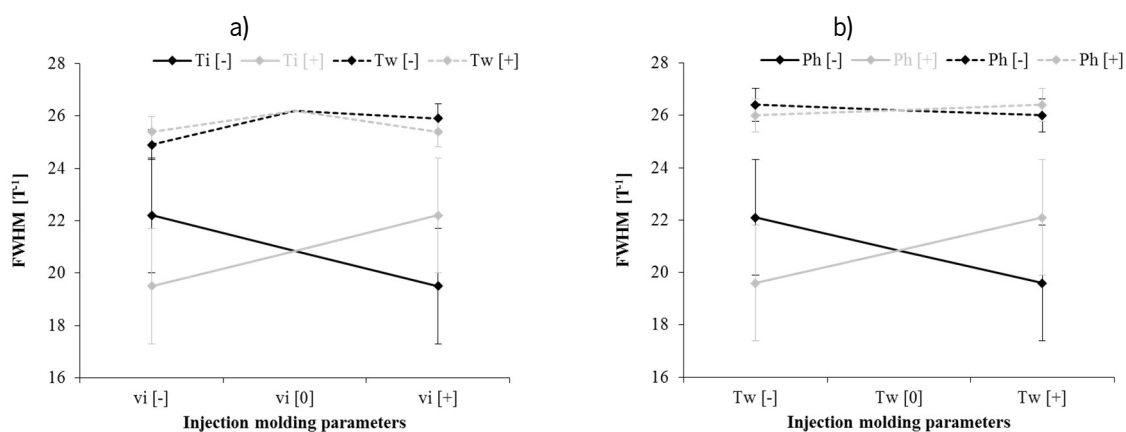 a)
Ti [-] Ti [+] Tw [-] Tw [+]
28
26
24
22
20
18
16
FWHM [T-1]
vi [-] vi [0] vi [+]
Injection molding parameters
b)
Ph [-] Ph [+] Ph [-] Ph [+]
28
26
24
22
20
18
16
FWHM [T-1]
Tw [-] Tw [0] Tw [+]
Injection molding parameters